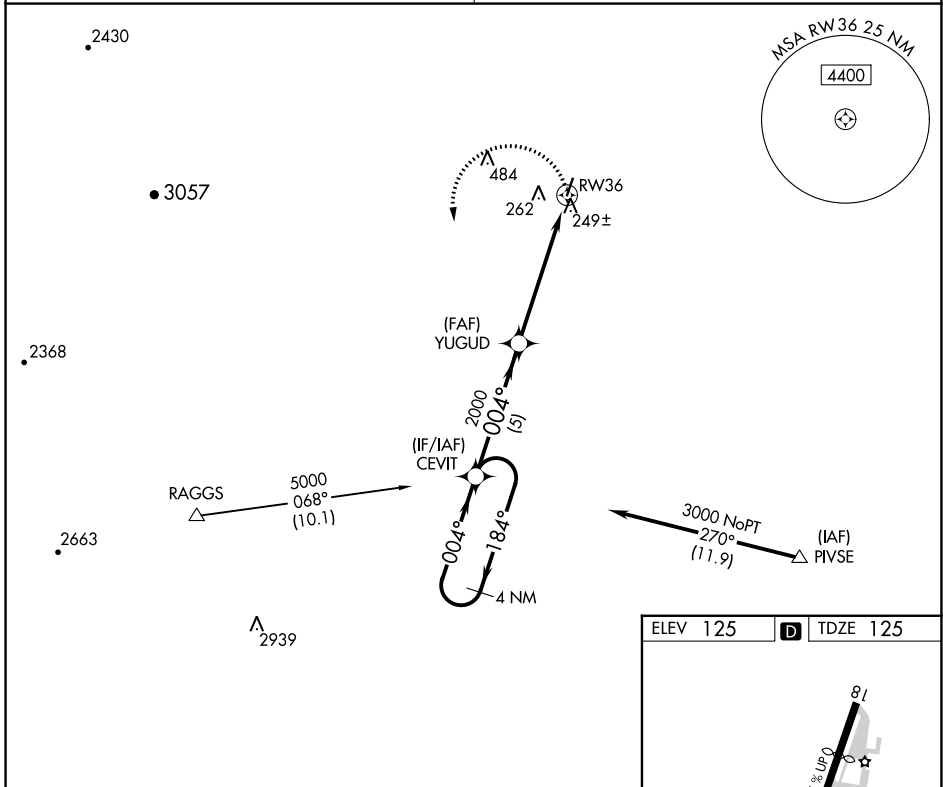 2430
MSA RW36 25 NM
4400
3057
484
262
RW36
249±
(FAF)
YUGUD
2368
2000
004°
(5)
(IF/IAF)
CEVIT
RAGGS
5000
068°
(10.1)
3000 NoPT
270°
(11.9)
(IAF)
PIVSE
2663
004°
184°
4 NM
2939
ELEV 125
D
TDZE 125
18
% UP